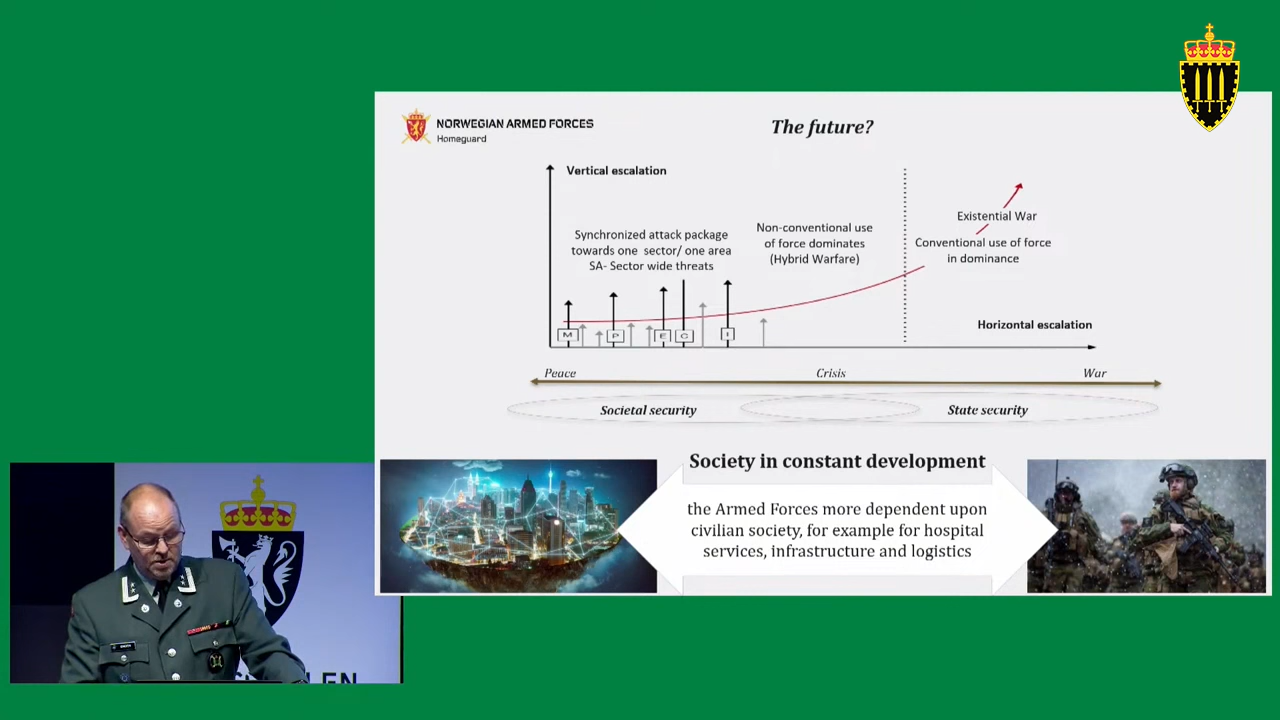 NORWEGIAN ARMED FORCES
Homeguard
The future?
Vertical escalation
Synchronized attack package
towards one sector/ one area
SA- Sector wide threats
Non-conventional use
of force dominates
(Hybrid Warfare)
Existential War
Conventional use of force
in dominance
M
P
E
C
I
Horizontal escalation
Peace
Crisis
War
Societal security
State security
Society in constant development
the Armed Forces more dependent upon
civilian society, for example for hospital
services, infrastructure and logistics
LEN